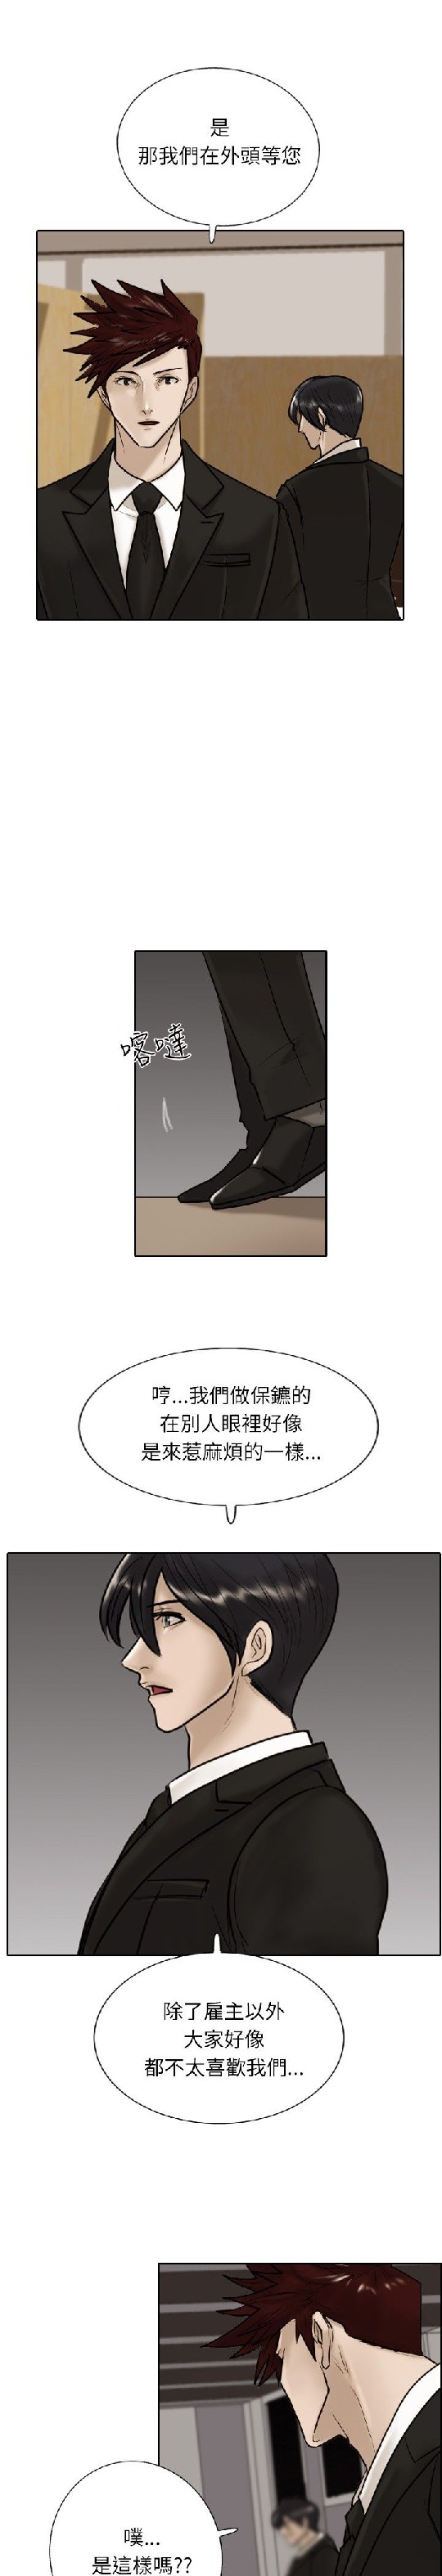 是
那我們在外頭等您
喀噠
哼...我們做保鑣的
在別人眼裡好像
是來惹麻煩的一樣...
除了雇主以外
大家好像
都不太喜歡我們...
噗...
是這樣嗎??